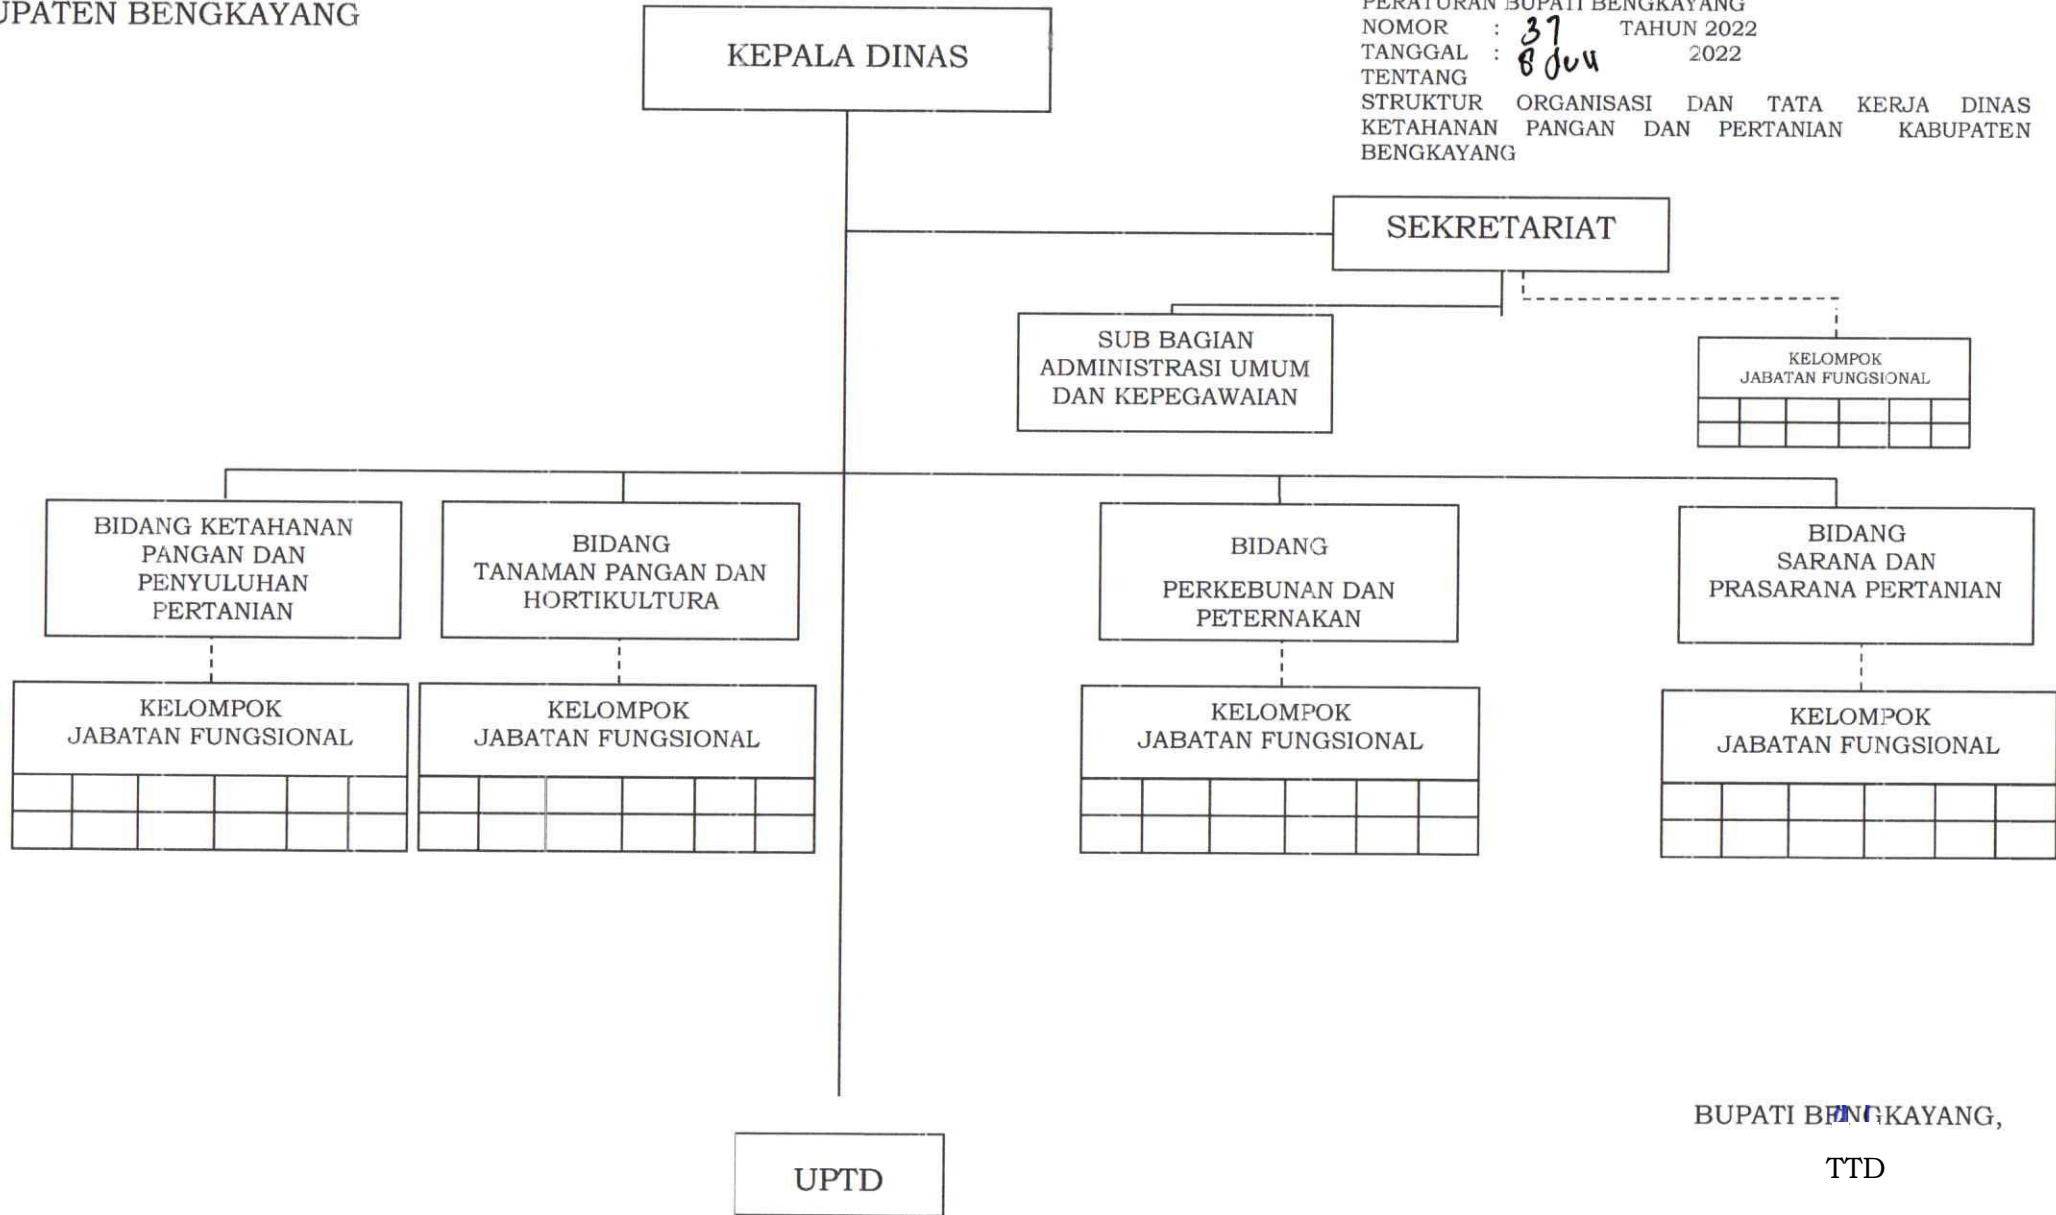 UPATEN BENGKAYANG
PERATURAN BUPATI BENGKAYANG
NOMOR : 37 TAHUN 2022
TANGGAL : 8 Juli 2022
TENTANG
STRUKTUR ORGANISASI DAN TATA KERJA DINAS
KETAHANAN PANGAN DAN PERTANIAN KABUPATEN
BENGKAYANG
KEPALA DINAS
SEKRETARIAT
SUB BAGIAN
ADMINISTRASI UMUM
DAN KEPEGAWAIAN
KELOMPOK
JABATAN FUNGSIONAL
BIDANG KETAHANAN
PANGAN DAN
PENYULUHAN
PERTANIAN
BIDANG
TANAMAN PANGAN DAN
HORTIKULTURA
BIDANG
PERKEBUNAN DAN
PETERNAKAN
BIDANG
SARANA DAN
PRASARANA PERTANIAN
KELOMPOK
JABATAN FUNGSIONAL
KELOMPOK
JABATAN FUNGSIONAL
KELOMPOK
JABATAN FUNGSIONAL
KELOMPOK
JABATAN FUNGSIONAL
UPTD
BUPATI BENGKAYANG,
TTD